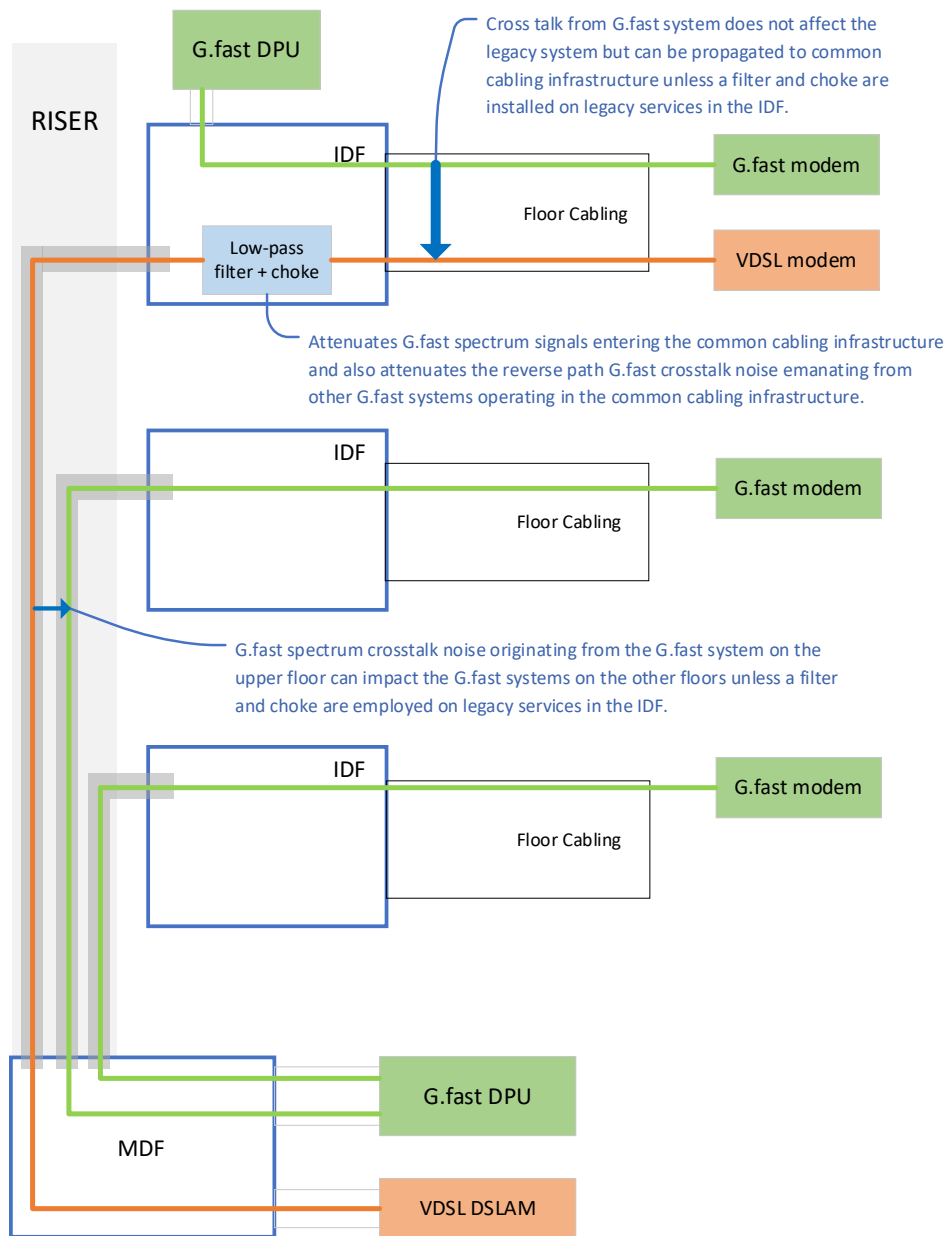 G.fast DPU
Cross talk from G.fast system does not affect the
legacy system but can be propagated to common
cabling infrastructure unless a filter and choke are
installed on legacy services in the IDF.
RISER
IDF
G.fast modem
Floor Cabling
Low-pass
filter + choke
VDSL modem
Attenuates G.fast spectrum signals entering the common cabling infrastructure
and also attenuates the reverse path G.fast crosstalk noise emanating from
other G.fast systems operating in the common cabling infrastructure.
IDF
G.fast modem
Floor Cabling
G.fast spectrum crosstalk noise originating from the G.fast system on the
upper floor can impact the G.fast systems on the other floors unless a filter
and choke are employed on legacy services in the IDF.
IDF
G.fast modem
Floor Cabling
G.fast DPU
MDF
VDSL DSLAM